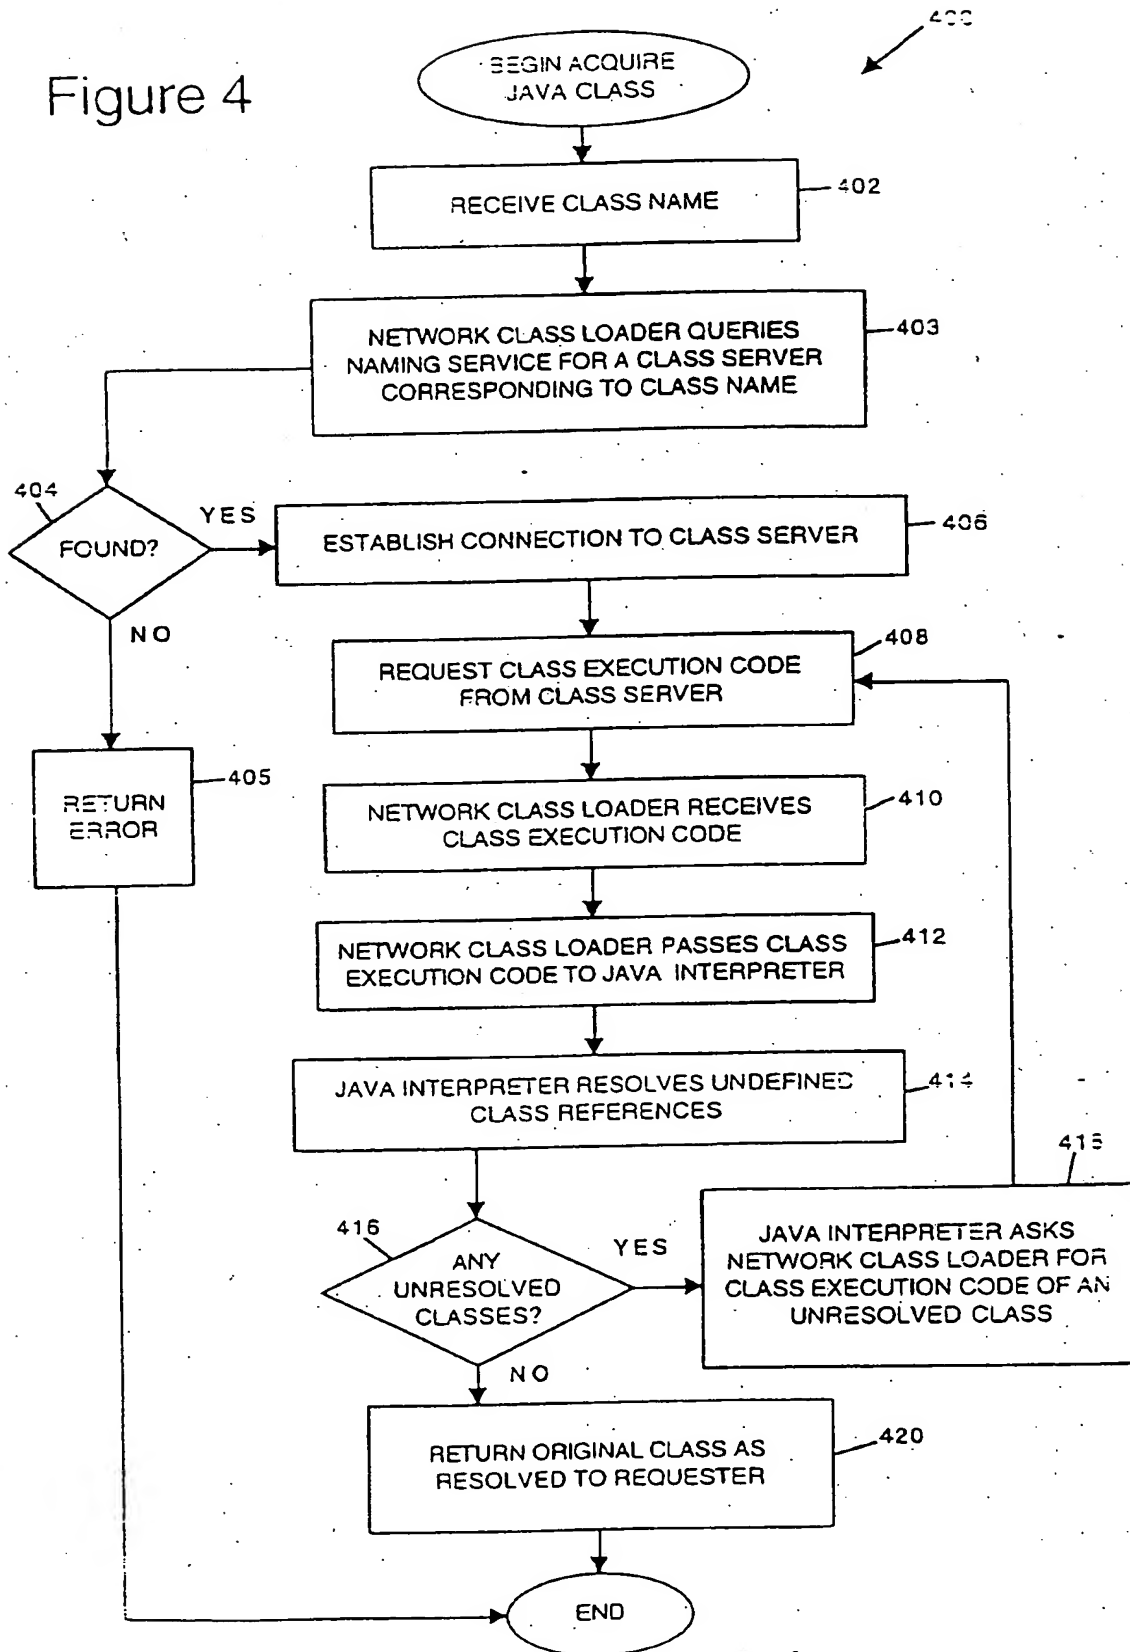 Figure 4
400
BEGIN ACQUIRE
JAVA CLASS
RECEIVE CLASS NAME
402
NETWORK CLASS LOADER QUERIES
NAMING SERVICE FOR A CLASS SERVER
CORRESPONDING TO CLASS NAME
403
404
FOUND?
YES
ESTABLISH CONNECTION TO CLASS SERVER
406
NO
REQUEST CLASS EXECUTION CODE
FROM CLASS SERVER
408
RETURN
ERROR
405
NETWORK CLASS LOADER RECEIVES
CLASS EXECUTION CODE
410
NETWORK CLASS LOADER PASSES CLASS
EXECUTION CODE TO JAVA INTERPRETER
412
JAVA INTERPRETER RESOLVES UNDEFINED
CLASS REFERENCES
414
416
ANY
UNRESOLVED
CLASSES?
YES
JAVA INTERPRETER ASKS
NETWORK CLASS LOADER FOR
CLASS EXECUTION CODE OF AN
UNRESOLVED CLASS
NO
RETURN ORIGINAL CLASS AS
RESOLVED TO REQUESTER
420
END